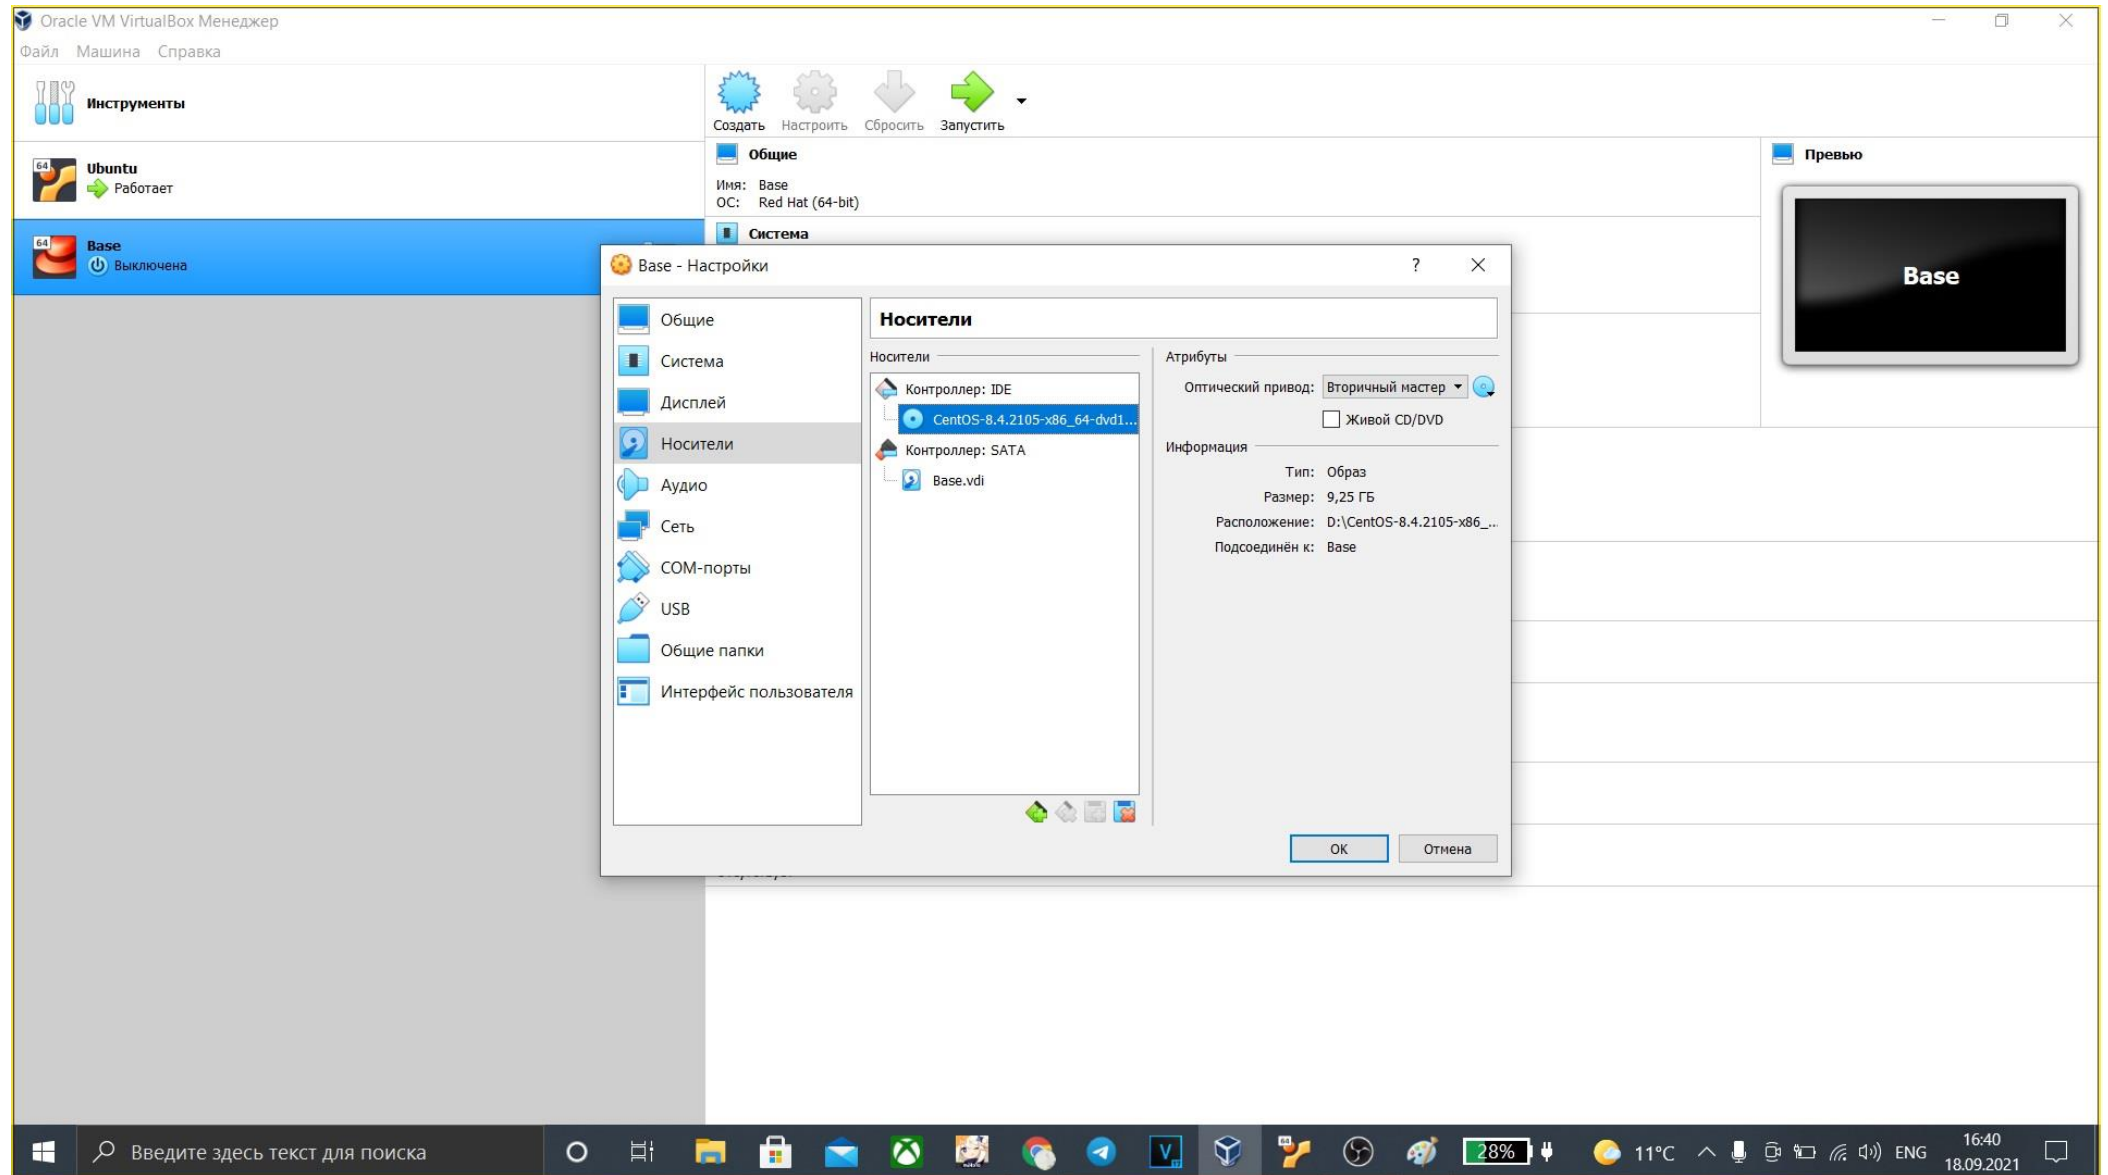 Oracle VM VirtualBox Менеджер
Файл Машина Справка
Инструменты
Создать Настроить Сбросить Запустить
64
Ubuntu
Работает
64
Base
Выключена
Общие
Имя: Base
ОС: Red Hat (64-bit)
Система
Превью
Base
Base - Настройки
?
Общие
Система
Дисплей
Носители
Аудио
Сеть
COM-порты
USB
Общие папки
Интерфейс пользователя
Носители
Носители
Контроллер: IDE
CentOS-8.4.2105-x86_64-dvd1...
Контроллер: SATA
Base.vdi
Атрибуты
Оптический привод: Вторичный мастер
Живой CD/DVD
Информация
Тип: Образ
Размер: 9,25 ГБ
Расположение: D:\CentOS-8.4.2105-x86_...
Подсоединён к: Base
OK Отмена
Введите здесь текст для поиска
28%
11°C
ENG
16:40
18.09.2021